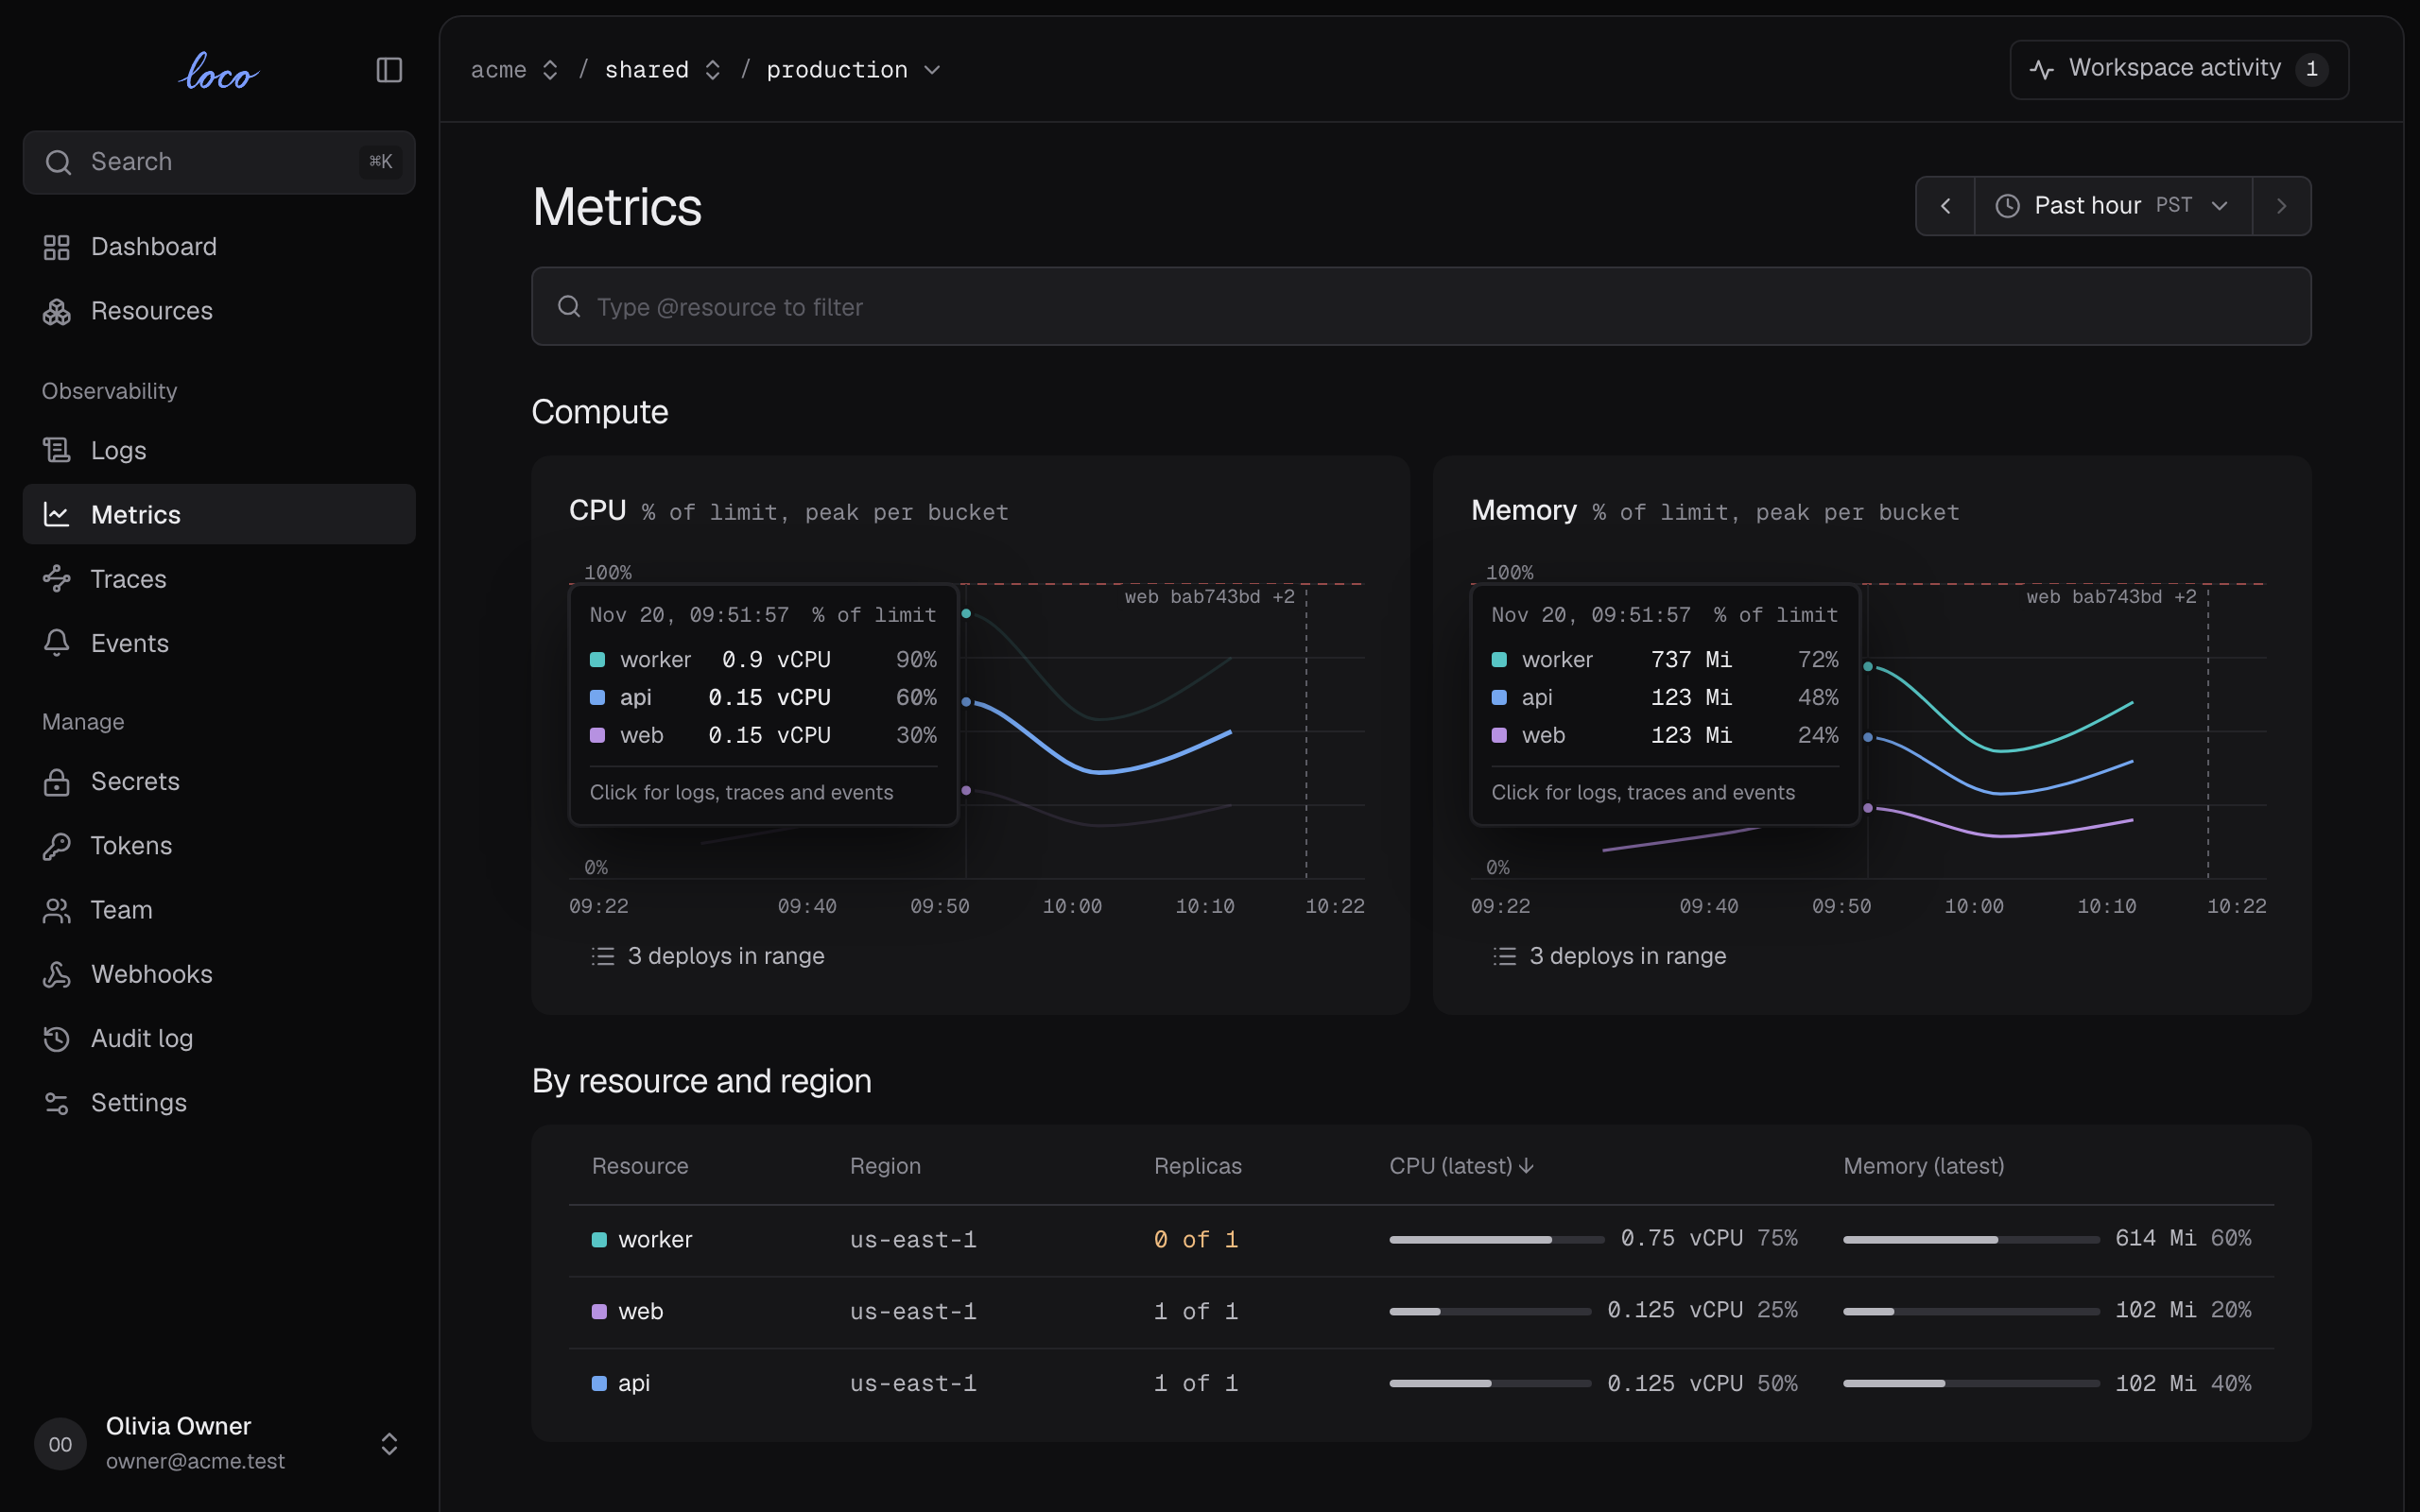 loco
Search ⌘K
Dashboard
Resources
Observability
Logs
Metrics
Traces
Events
Manage
Secrets
Tokens
Team
Webhooks
Audit log
Settings
OO Olivia Owner
owner@acme.test
acme / shared / production
Workspace activity 1
Metrics
Past hour PST
Type @resource to filter
Compute
CPU % of limit, peak per bucket
100%
web bab743bd +2
Nov 20, 09:51:57 % of limit
worker 0.9 vCPU 90%
api 0.15 vCPU 60%
web 0.15 vCPU 30%
Click for logs, traces and events
0%
09:22 09:40 09:50 10:00 10:10 10:22
3 deploys in range
Memory % of limit, peak per bucket
100%
web bab743bd +2
Nov 20, 09:51:57 % of limit
worker 737 Mi 72%
api 123 Mi 48%
web 123 Mi 24%
Click for logs, traces and events
0%
09:22 09:40 09:50 10:00 10:10 10:22
3 deploys in range
By resource and region
Resource Region Replicas CPU (latest) ↓ Memory (latest)
worker us-east-1 0 of 1 0.75 vCPU 75% 614 Mi 60%
web us-east-1 1 of 1 0.125 vCPU 25% 102 Mi 20%
api us-east-1 1 of 1 0.125 vCPU 50% 102 Mi 40%